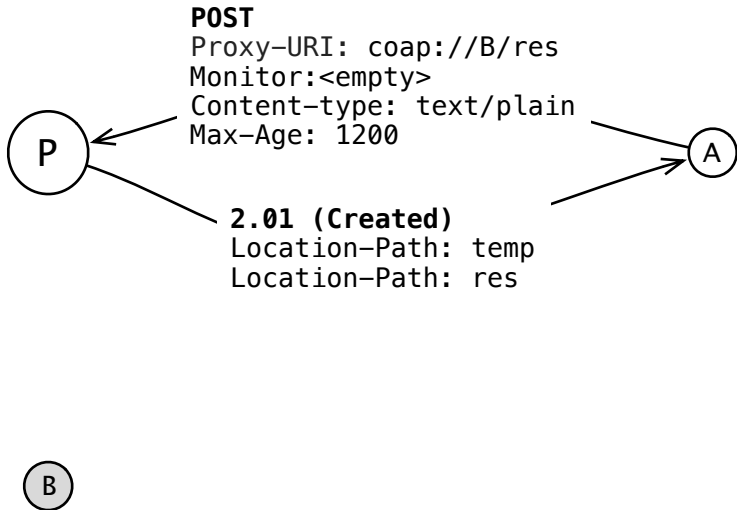 POST
Proxy-URI: coap://B/res
Monitor:<empty>
Content-type: text/plain
Max-Age: 1200
P
A
2.01 (Created)
Location-Path: temp
Location-Path: res
B